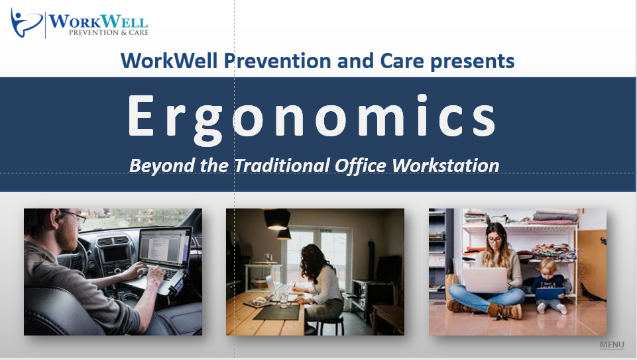 WORKWELL
PREVENTION & CARE
WorkWell Prevention and Care presents
Ergonomics
Beyond the Traditional Office Workstation
MENU